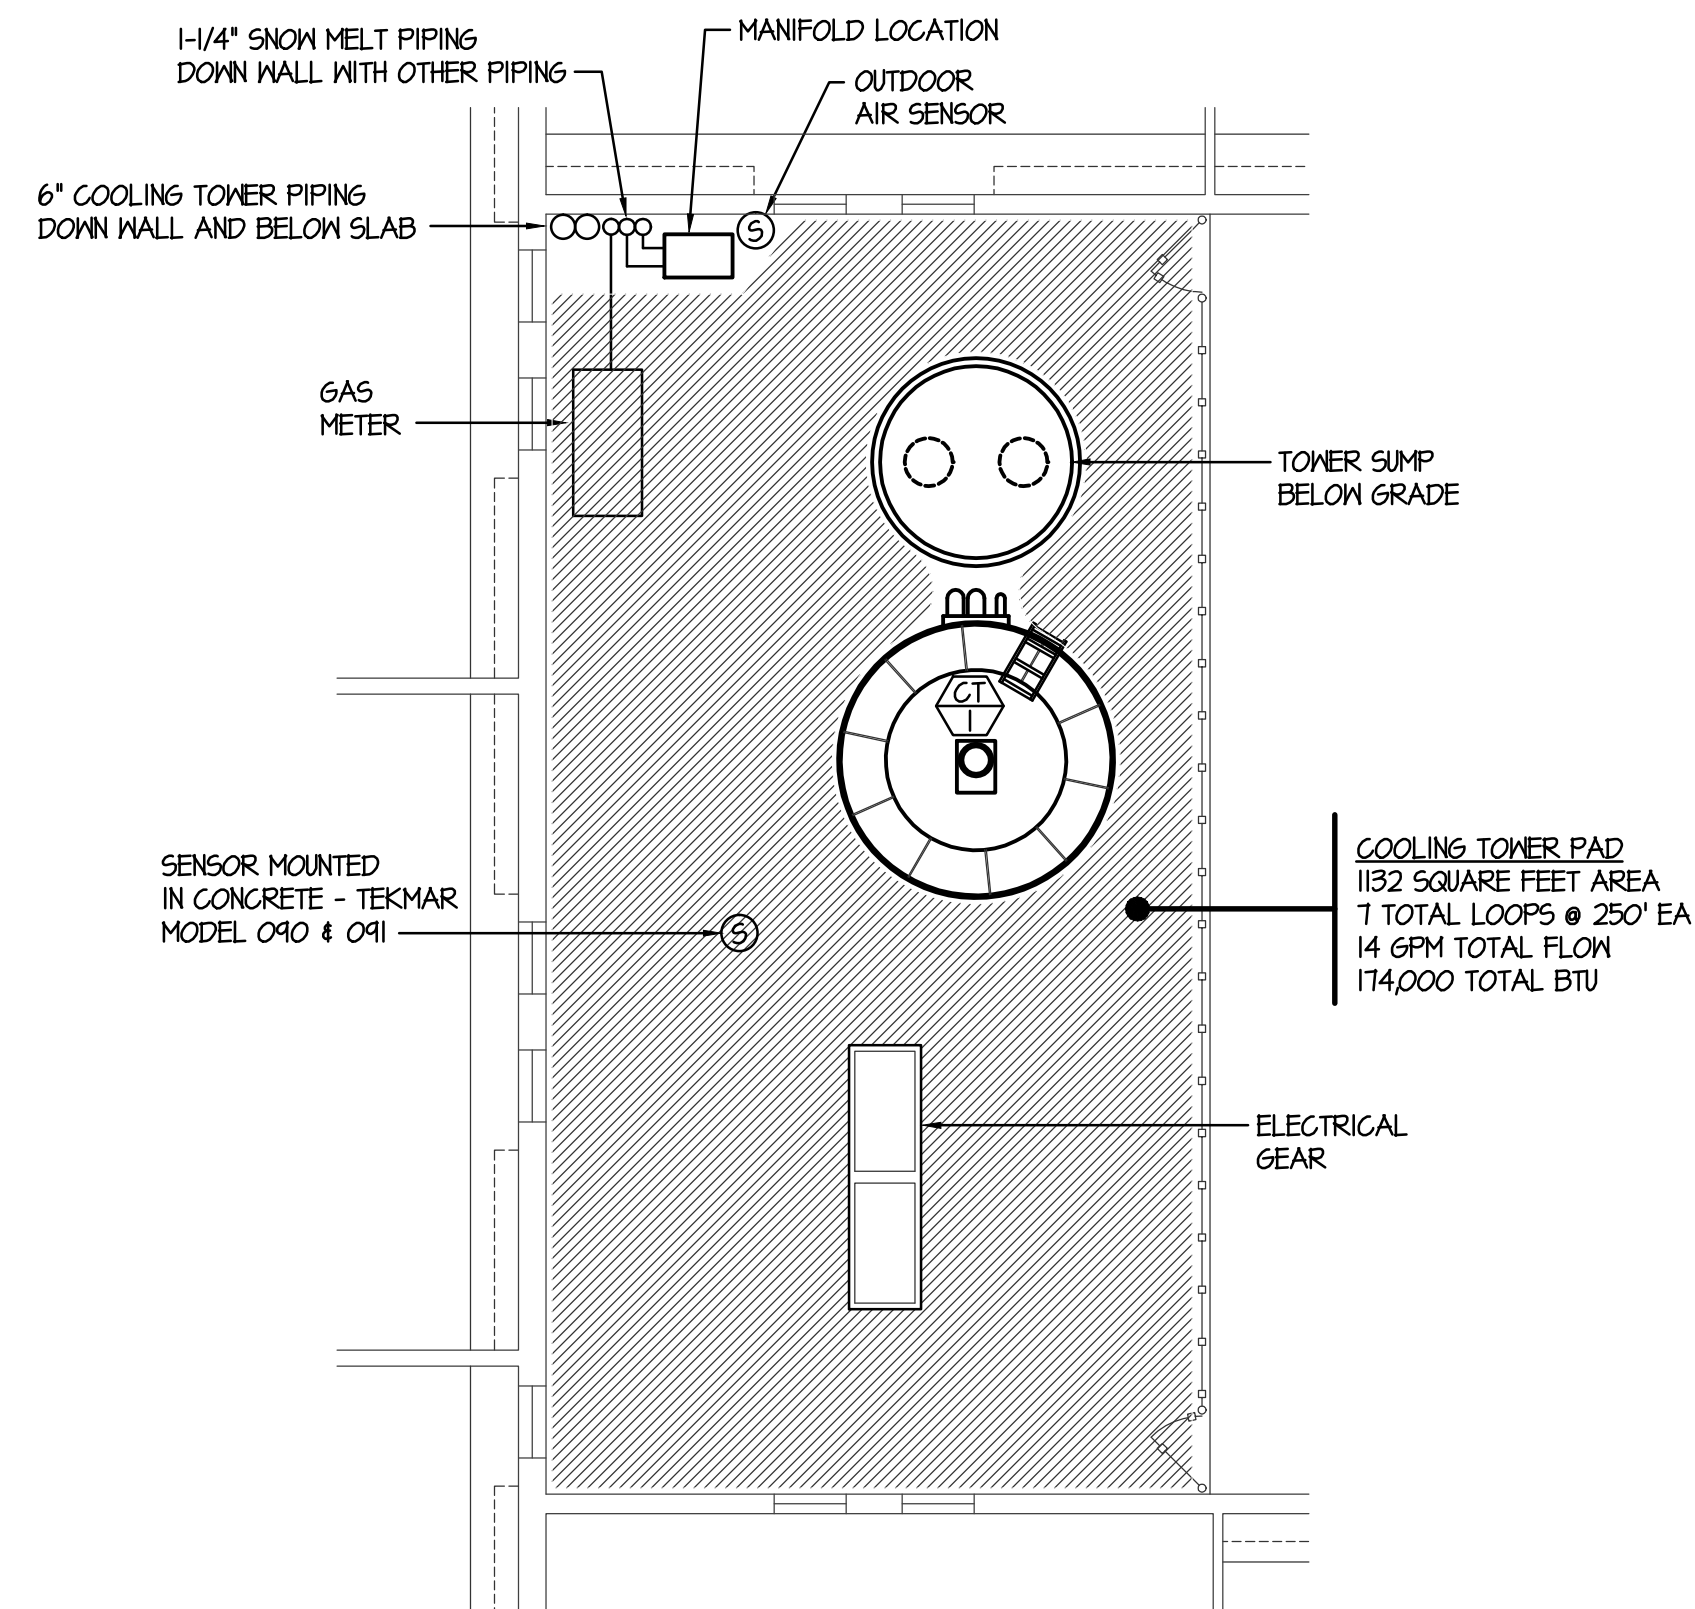 1-1/4" SNOW MELT PIPING
DOWN WALL WITH OTHER PIPING
MANIFOLD LOCATION
OUTDOOR
AIR SENSOR
6" COOLING TOWER PIPING
DOWN WALL AND BELOW SLAB
S
GAS
METER
TOWER SUMP
BELOW GRADE
CT
1
SENSOR MOUNTED
IN CONCRETE - TEKMAR
MODEL 090 & 091
S
COOLING TOWER PAD
1132 SQUARE FEET AREA
7 TOTAL LOOPS @ 250' EA
14 GPM TOTAL FLOW
174,000 TOTAL BTU
ELECTRICAL
GEAR